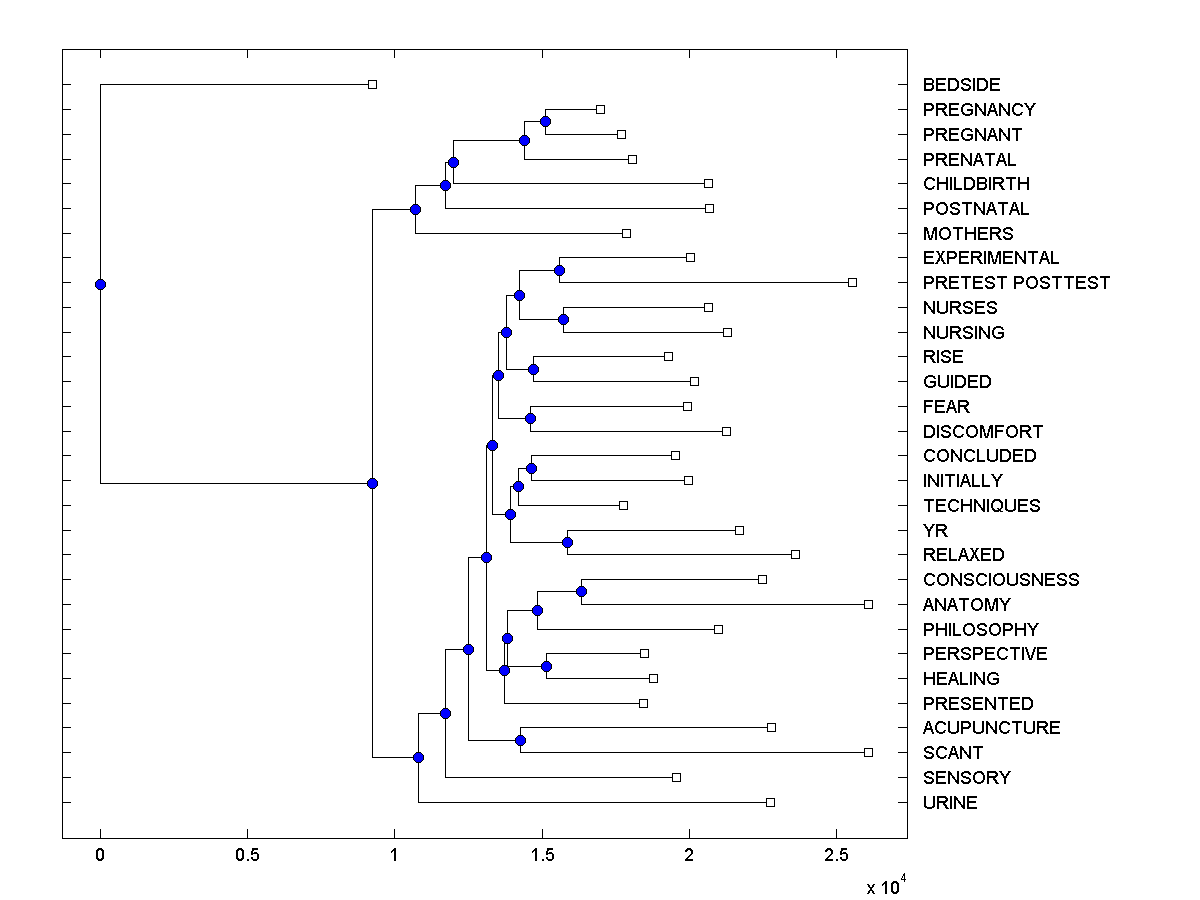 BEDSIDE
PREGNANCY
PREGNANT
PRENATAL
CHILDBIRTH
POSTNATAL
MOTHERS
EXPERIMENTAL
PRETEST POSTTEST
NURSES
NURSING
RISE
GUIDED
FEAR
DISCOMFORT
CONCLUDED
INITIALLY
TECHNIQUES
YR
RELAXED
CONSCIOUSNESS
ANATOMY
PHILOSOPHY
PERSPECTIVE
HEALING
PRESENTED
ACUPUNCTURE
SCANT
SENSORY
URINE
0 0.5 1 1.5 2 2.5
x 10^4